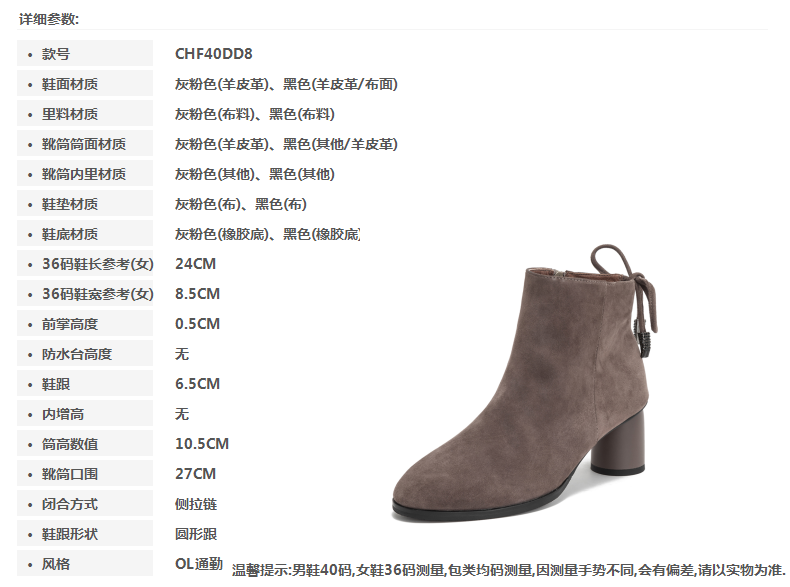 详细参数:
• 款号 CHF40DD8
• 鞋面材质 灰粉色(羊皮革)、黑色(羊皮革/布面)
• 里料材质 灰粉色(布料)、黑色(布料)
• 靴筒筒面材质 灰粉色(羊皮革)、黑色(其他/羊皮革)
• 靴筒内里材质 灰粉色(其他)、黑色(其他)
• 鞋垫材质 灰粉色(布)、黑色(布)
• 鞋底材质 灰粉色(橡胶底)、黑色(橡胶底)
• 36码鞋长参考(女) 24CM
• 36码鞋宽参考(女) 8.5CM
• 前掌高度 0.5CM
• 防水台高度 无
• 鞋跟 6.5CM
• 内增高 无
• 筒高数值 10.5CM
• 靴筒口围 27CM
• 闭合方式 侧拉链
• 鞋跟形状 圆形跟
• 风格 OL通勤
温馨提示:男鞋40码,女鞋36码测量,包类均码测量,因测量手势不同,会有偏差,请以实物为准.